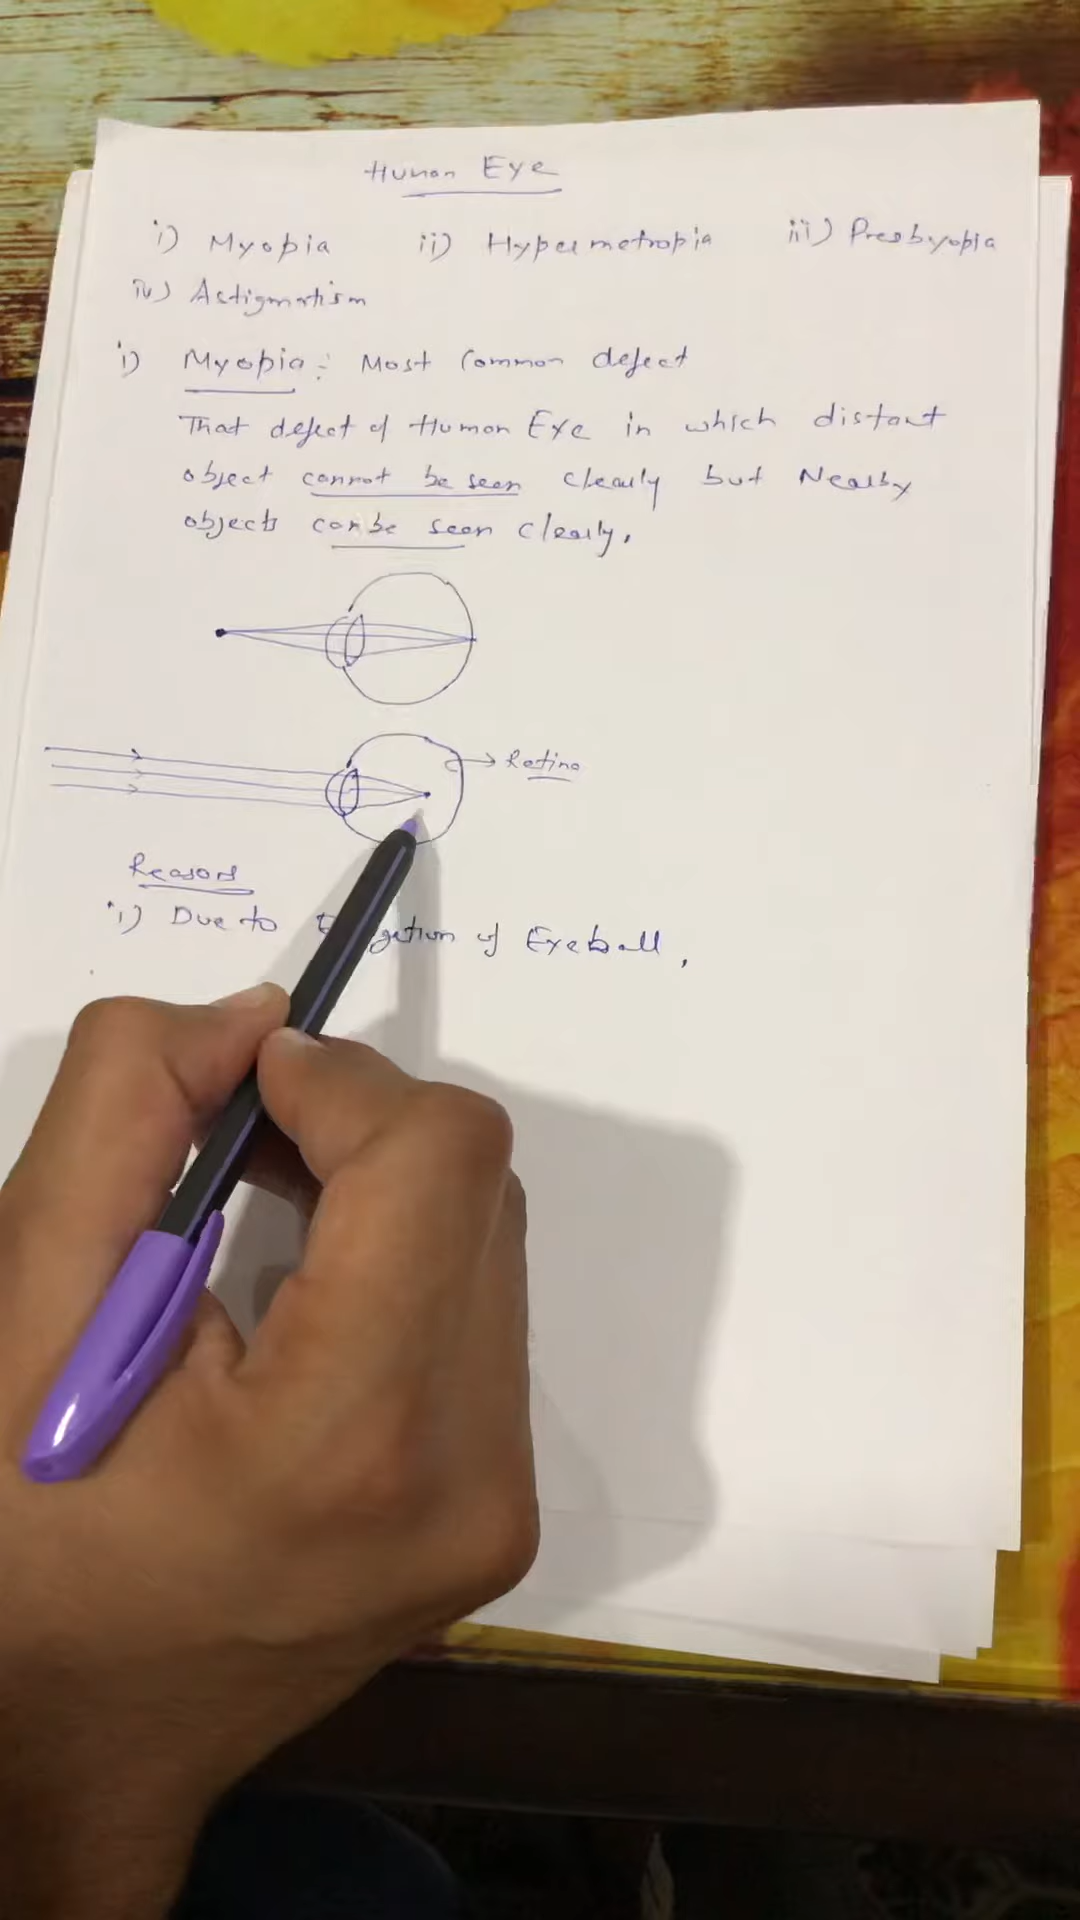 Human Eye
i) Myopia ii) Hypermetropia iii) Presbyopia
iv) Astigmatism
i) Myopia : Most Common defect
That defect of Human Eye in which distant
object cannot be seen clearly but Nearby
objects can be seen clearly.
Retina
Reasons
i) Due to of Eyeball,